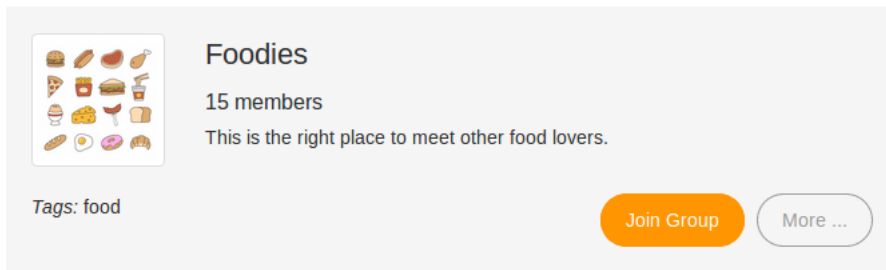 Foodies
15 members
This is the right place to meet other food lovers.
Tags: food
Join Group
More ...